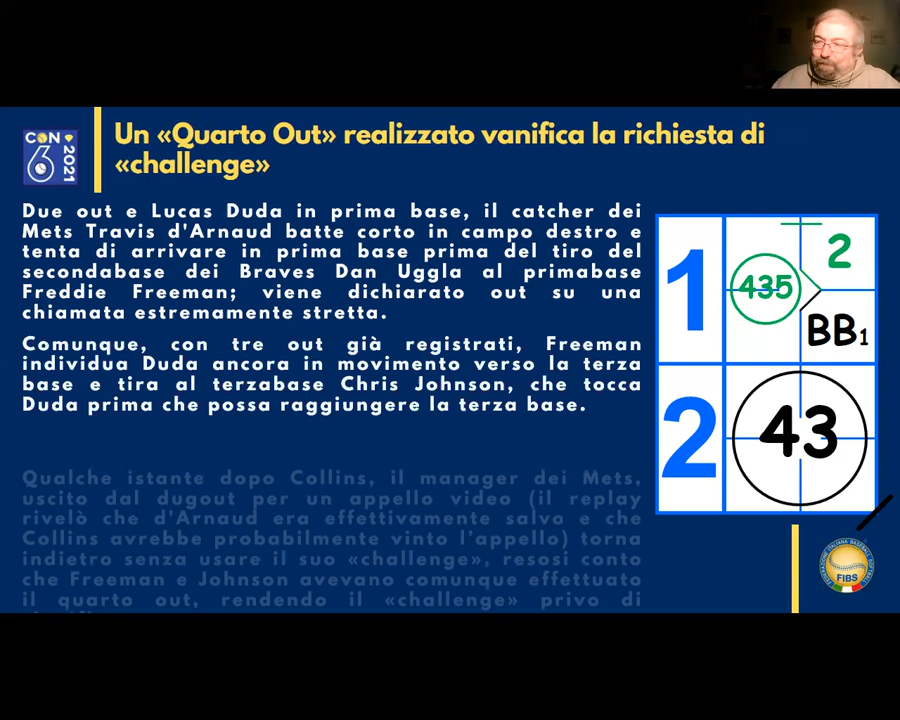 CON
6
2021
Un «Quarto Out» realizzato vanifica la richiesta di
«challenge»
Due out e Lucas Duda in prima base, il catcher dei
Mets Travis d'Arnaud batte corto in campo destro e
tenta di arrivare in prima base prima del tiro del
secondabase dei Braves Dan Uggla al primabase
Freddie Freeman; viene dichiarato out su una
chiamata estremamente stretta.
Comunque, con tre out già registrati, Freeman
individua Duda ancora in movimento verso la terza
base e tira al terzabase Chris Johnson, che tocca
Duda prima che possa raggiungere la terza base.
Qualche istante dopo Collins, il manager dei Mets,
uscito dal dugout per un appello video (il replay
rivelò che d'Arnaud era effettivamente salvo e che
Collins avrebbe probabilmente vinto l'appello) torna
indietro senza usare il suo «challenge», resosi conto
che Freeman e Johnson avevano comunque effettuato
il quarto out, rendendo il «challenge» privo di
1
435
2
BB1
2
43
FEDERAZIONE ITALIANA BASEBALL SOFTBALL
FIBS